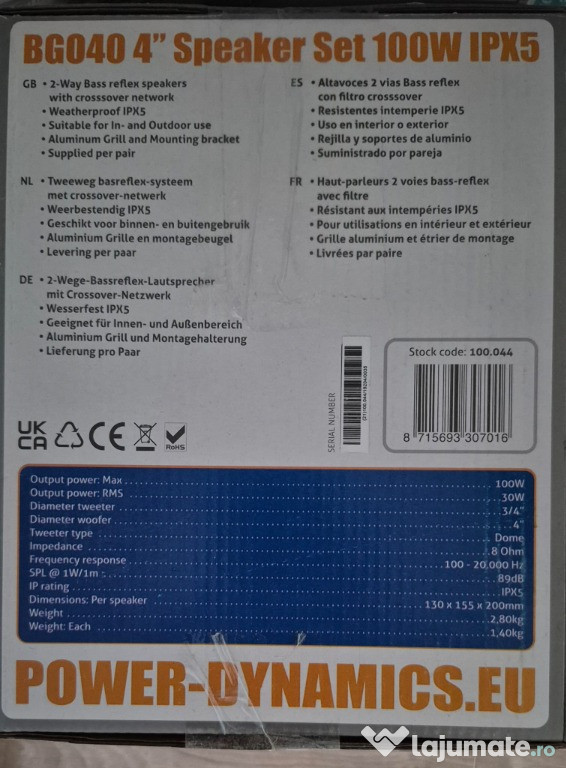 BGO40 4” Speaker Set 100W IPX5
GB • 2-Way Bass reflex speakers
with crosssover network
• Weatherproof IPX5
• Suitable for In- and Outdoor use
• Aluminum Grill and Mounting bracket
• Supplied per pair
NL • Tweeweg basreflex-systeem
met crossover-netwerk
• Weerbestendig IPX5
• Geschikt voor binnen- en buitengebruik
• Aluminium Grille en montagebeugel
• Levering per paar
DE • 2-Wege-Bassreflex-Lautsprecher
mit Crossover-Netzwerk
• Wesserfest IPX5
• Geeignet für Innen- und Außenbereich
• Aluminium Grill und Montagehalterung
• Lieferung pro Paar
ES • Altavoces 2 vias Bass reflex
con filtro crosssover
• Resistentes intemperie IPX5
• Uso en interior o exterior
• Rejilla y soportes de aluminio
• Suministrado por pareja
FR • Haut-parleurs 2 voies bass-reflex
avec filtre
• Résistant aux intempéries IPX5
• Pour utilisations en intérieur et extérieur
• Grille aluminium et étrier de montage
• Livrées par paire
UK
CA
CE
RoHS
SERIAL NUMBER
Stock code: 100.044
8 715693 307016
Output power: Max 100W
Output power: RMS 30W
Diameter tweeter 3/4"
Diameter woofer 4"
Tweeter type Dome
Impedance 8 Ohm
Frequency response 100 - 20.000 Hz
SPL @ 1W/1m 89dB
IP rating IPX5
Dimensions: Per speaker 130 x 155 x 200mm
Weight 2,80kg
Weight: Each 1,40kg
POWER-DYNAMICS.EU
lajumate.ro